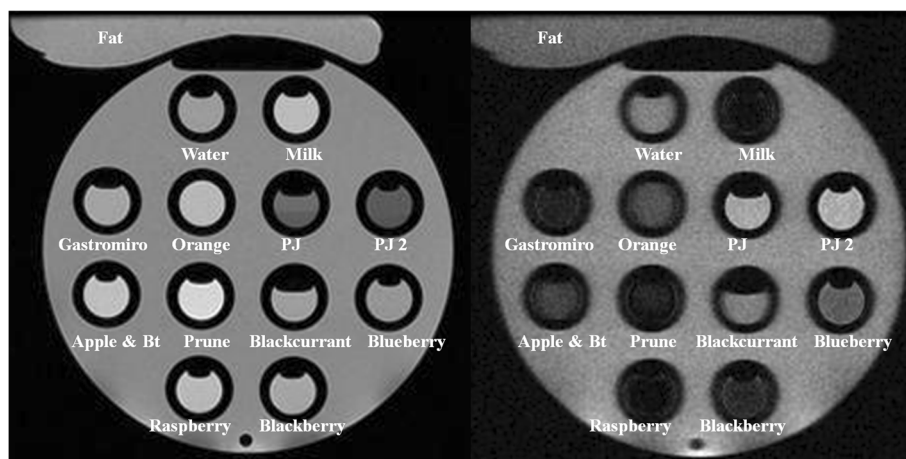 Fat
Water Milk
Gastromiro Orange PJ PJ 2
Apple & Bt Prune Blackcurrant Blueberry
Raspberry Blackberry
Fat
Water Milk
Gastromiro Orange PJ PJ 2
Apple & Bt Prune Blackcurrant Blueberry
Raspberry Blackberry